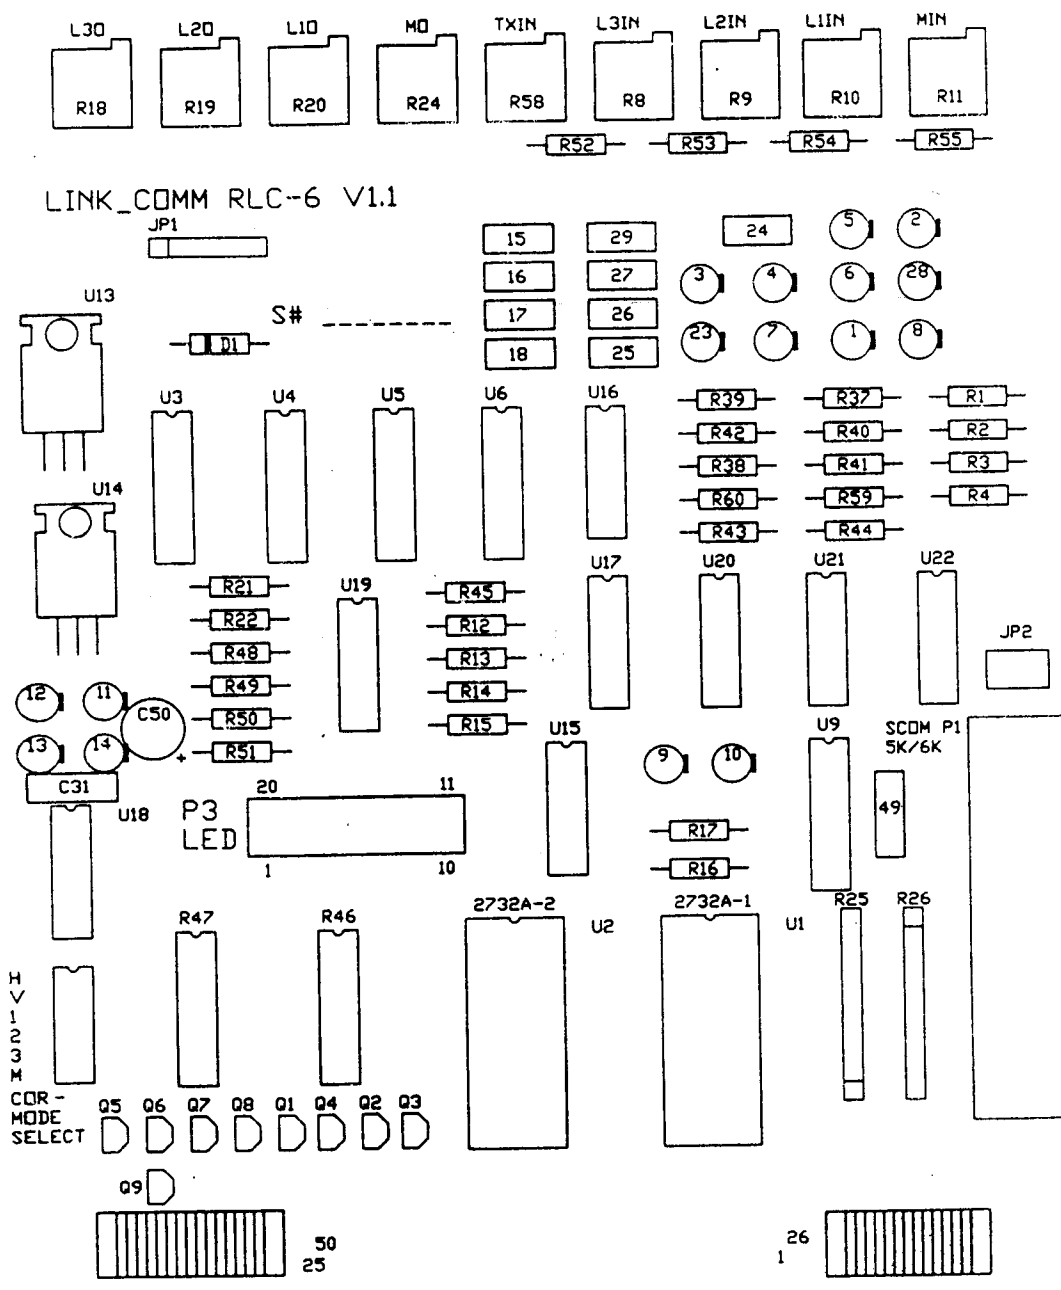 L3O L2O L1O MO TXIN L3IN L2IN L1IN MIN
R18 R19 R20 R24 R58 R8 R9 R10 R11
R52 R53 R54 R55
LINK_COMM RLC-6 V1.1
JP1
15 29 24 5 2
16 27 3 4 6 28
U13
S# _ _ _ _ _ _ _ _
17 26
D1
18 25 23 7 1 8
U3 U4 U5 U6 U16
R39 R37 R1
R42 R40 R2
R38 R41 R3
U14
R60 R59 R4
R43 R44
U17 U20 U21 U22
R21 U19 R45
R22 R12
JP2
R48 R13
R49 R14
12 11 C50
R50 R15
U15 U9 SCOM P1
5K/6K
13 14 +
R51
9 10
C31
U18
20 11
P3
LED
49
R17
1 10
R16
2732A-2 2732A-1 R25 R26
R47 R46 U2 U1
H
V
1
2
3
M
COR-
MODE
SELECT
Q5 Q6 Q7 Q8 Q1 Q4 Q2 Q3
Q9
50
25
26
1